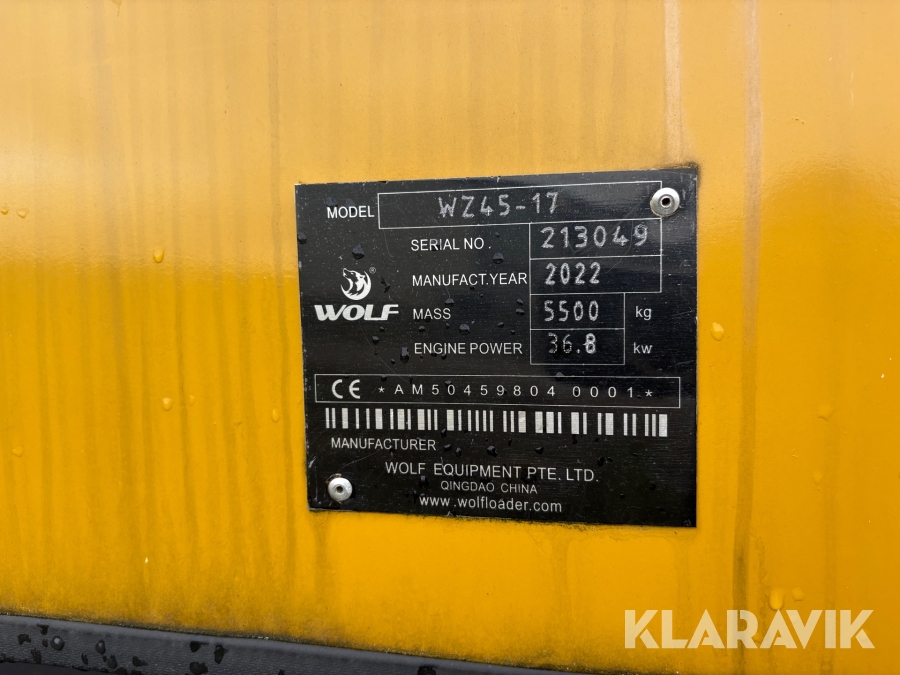 MODEL WZ45-17
SERIAL NO. 213049
MANUFACT.YEAR 2022
WOLF®
MASS 5500 kg
ENGINE POWER 36.8 kw
CE *AM50459804 0001*
MANUFACTURER
WOLF EQUIPMENT PTE. LTD.
QINGDAO CHINA
www.wolfloader.com
KLARAVIK